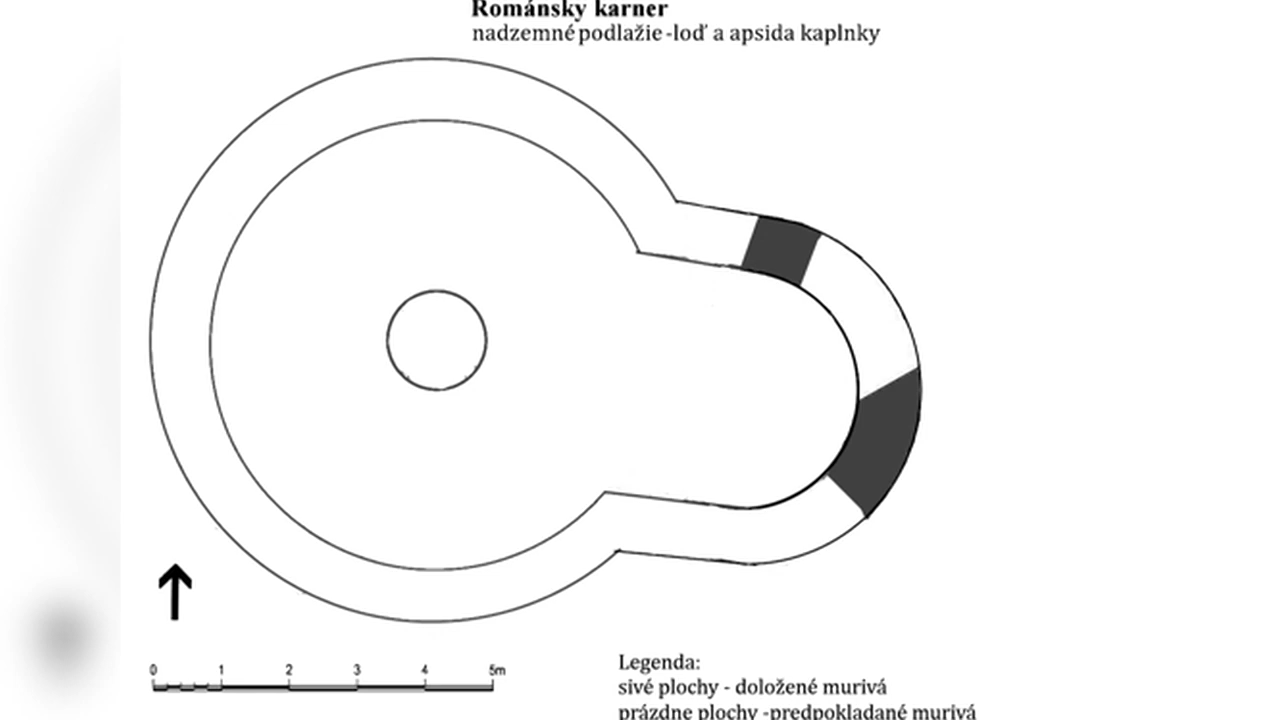 Románsky karner
nadzemné podlažie -loď a apsida kaplnky
0 1 2 3 4 5m
Legenda:
sivé plochy - doložené murivá
prázdne plochy -predpokladané murivá